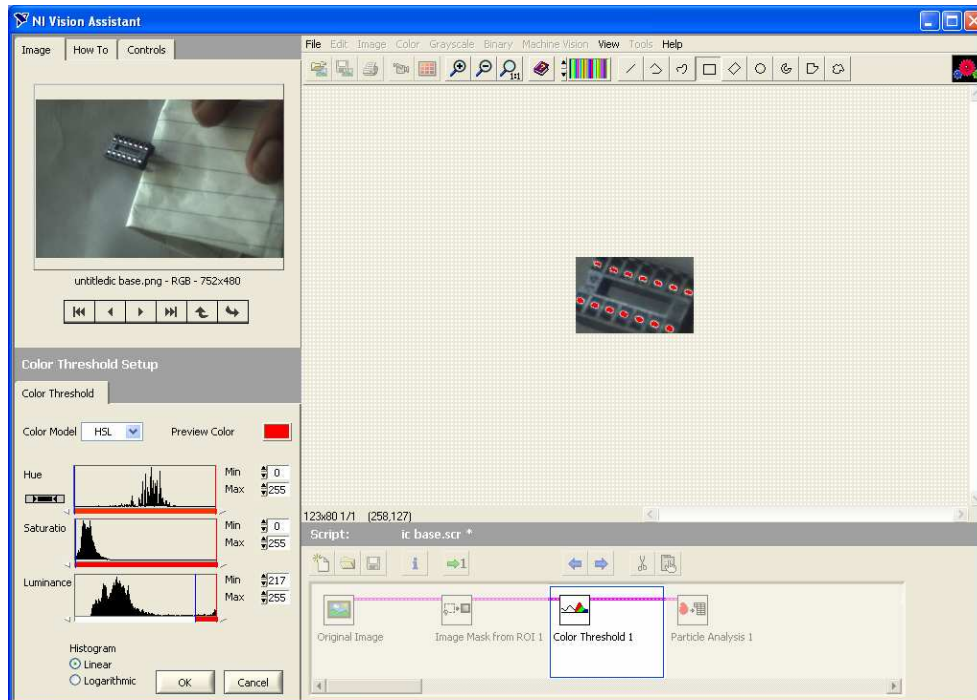 NI Vision Assistant
Image How To Controls
File Edit Image Color Grayscale Binary Machine Vision View Tools Help
1:1
untitledic base.png - RGB - 752x480
Color Threshold Setup
Color Threshold
Color Model HSL Preview Color
Hue
Min 0
Max 255
Saturatio
Min 0
Max 255
Luminance
Min 217
Max 255
Histogram
Linear
Logarithmic
OK Cancel
123x80 1/1 (258,127)
Script: ic base.scr *
1
Original Image Image Mask from ROI 1 Color Threshold 1 Particle Analysis 1